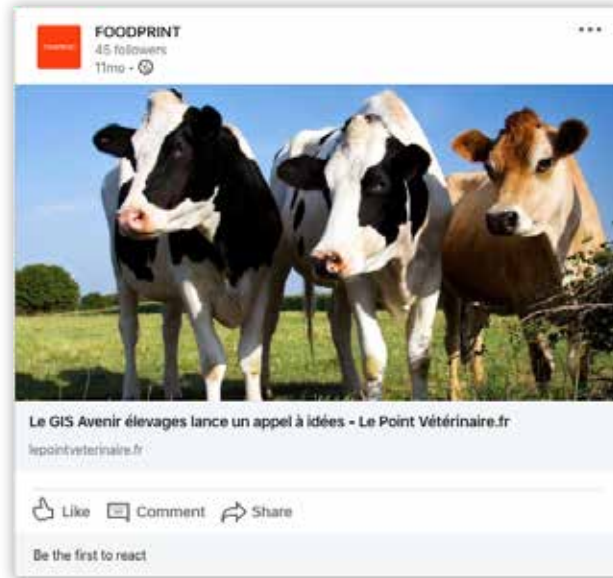 FOODPRINT
45 followers
11mo •
Le GIS Avenir élevages lance un appel à idées - Le Point Vétérinaire.fr
lepointveterinaire.fr
Like Comment Share
Be the first to react